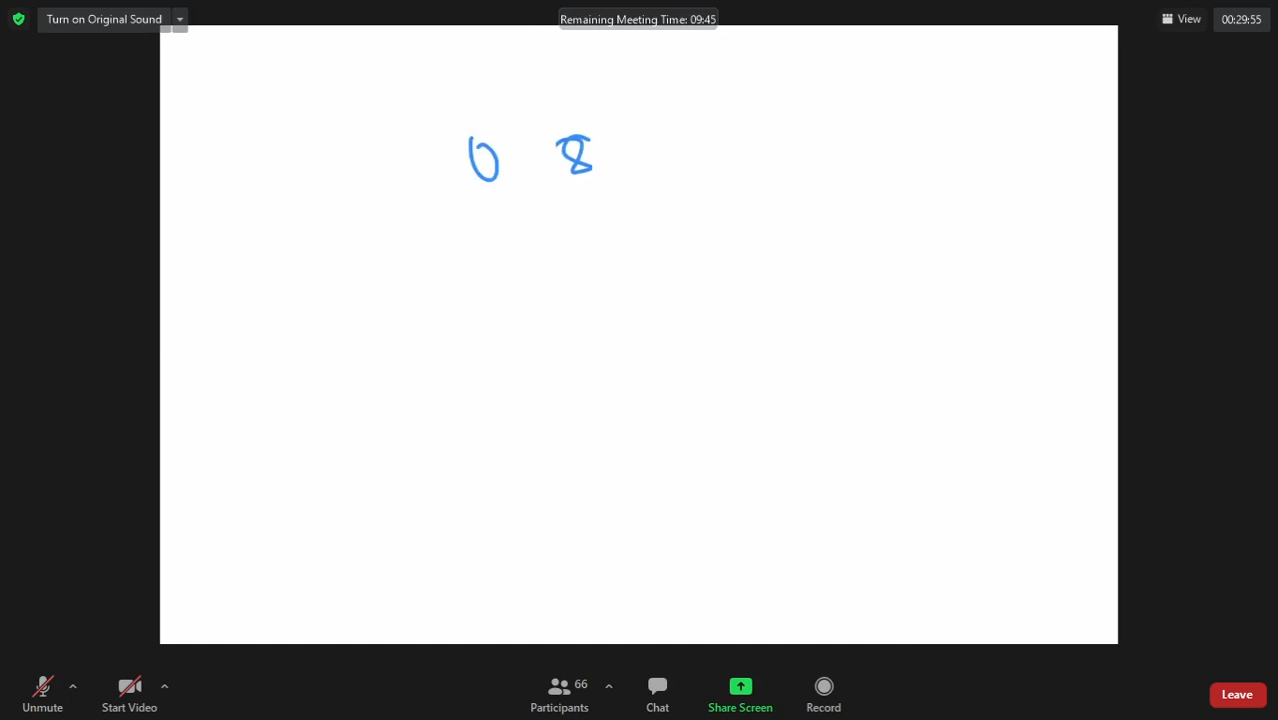 Turn on Original Sound
Remaining Meeting Time: 09:45
View
00:29:55
0 8
66
Unmute
Start Video
Participants
Chat
Share Screen
Record
Leave